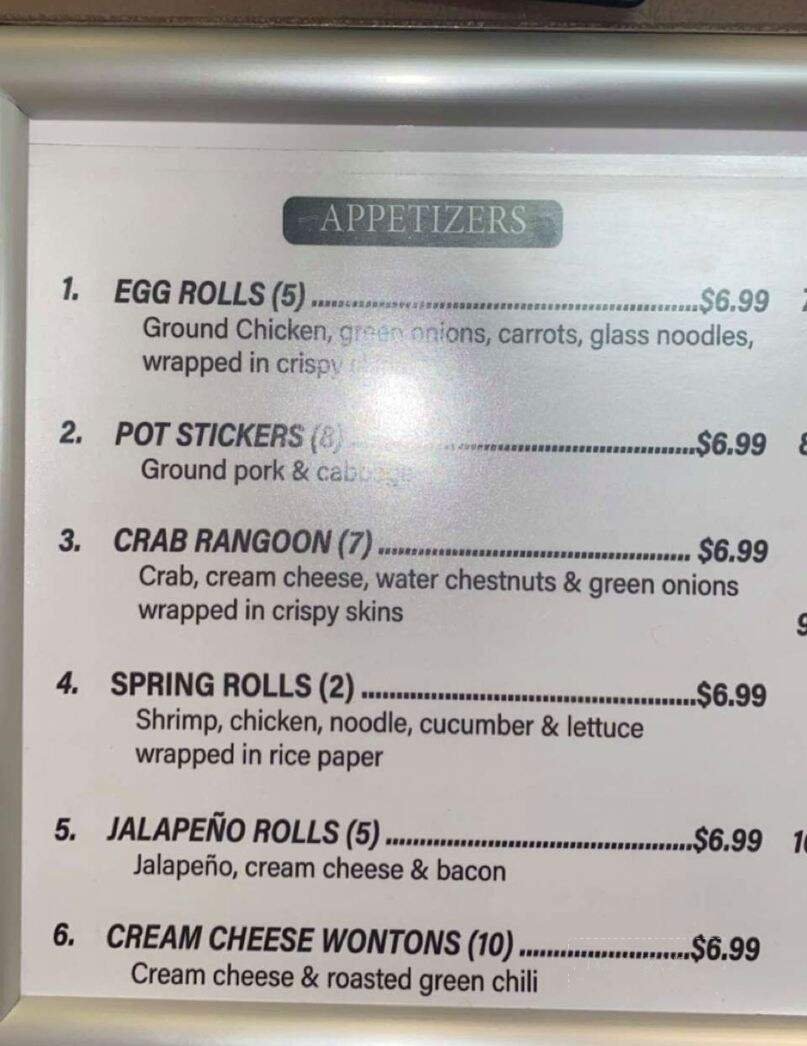 APPETIZERS
1. EGG ROLLS (5) ........ $6.99
Ground Chicken, green onions, carrots, glass noodles,
wrapped in crispy
2. POT STICKERS (8) ........ $6.99
Ground pork & cabbage
3. CRAB RANGOON (7) ........ $6.99
Crab, cream cheese, water chestnuts & green onions
wrapped in crispy skins
4. SPRING ROLLS (2) ........ $6.99
Shrimp, chicken, noodle, cucumber & lettuce
wrapped in rice paper
5. JALAPEÑO ROLLS (5) ........ $6.99
Jalapeño, cream cheese & bacon
6. CREAM CHEESE WONTONS (10) ........ $6.99
Cream cheese & roasted green chili